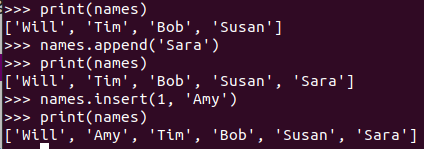 >>> print(names)
['Will', 'Tim', 'Bob', 'Susan']
>>> names.append('Sara')
>>> print(names)
['Will', 'Tim', 'Bob', 'Susan', 'Sara']
>>> names.insert(1, 'Amy')
>>> print(names)
['Will', 'Amy', 'Tim', 'Bob', 'Susan', 'Sara']